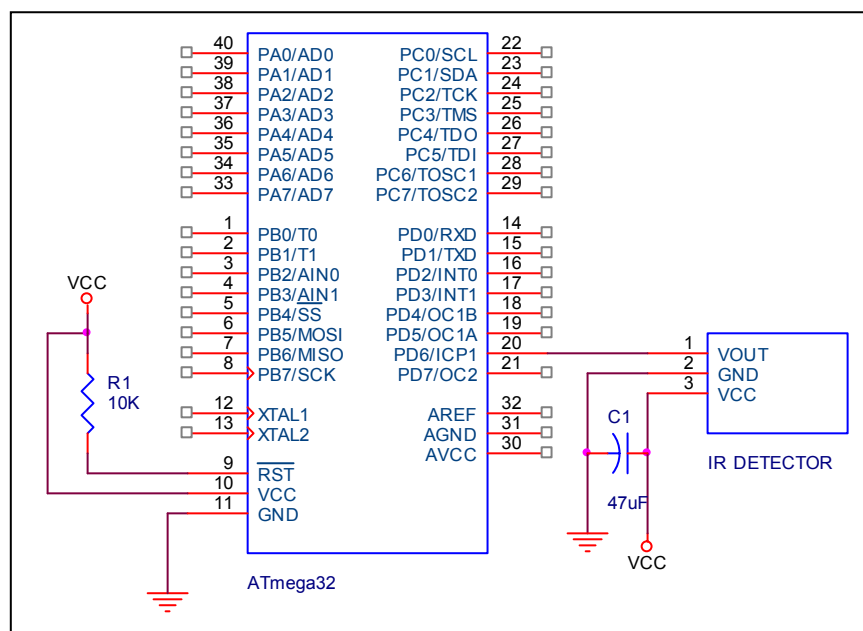 40 PA0/AD0 PC0/SCL 22
39 PA1/AD1 PC1/SDA 23
38 PA2/AD2 PC2/TCK 24
37 PA3/AD3 PC3/TMS 25
36 PA4/AD4 PC4/TDO 26
35 PA5/AD5 PC5/TDI 27
34 PA6/AD6 PC6/TOSC1 28
33 PA7/AD7 PC7/TOSC2 29
1 PB0/T0 PD0/RXD 14
2 PB1/T1 PD1/TXD 15
3 PB2/AIN0 PD2/INT0 16
4 PB3/AIN1 PD3/INT1 17
5 PB4/SS PD4/OC1B 18
6 PB5/MOSI PD5/OC1A 19
7 PB6/MISO PD6/ICP1 20
8 PB7/SCK PD7/OC2 21
12 XTAL1 AREF 32
13 XTAL2 AGND 31
AVCC 30
9 RST
10 VCC
11 GND
ATmega32
VCC
R1
10K
1 VOUT
2 GND
3 VCC
IR DETECTOR
C1
47uF
VCC